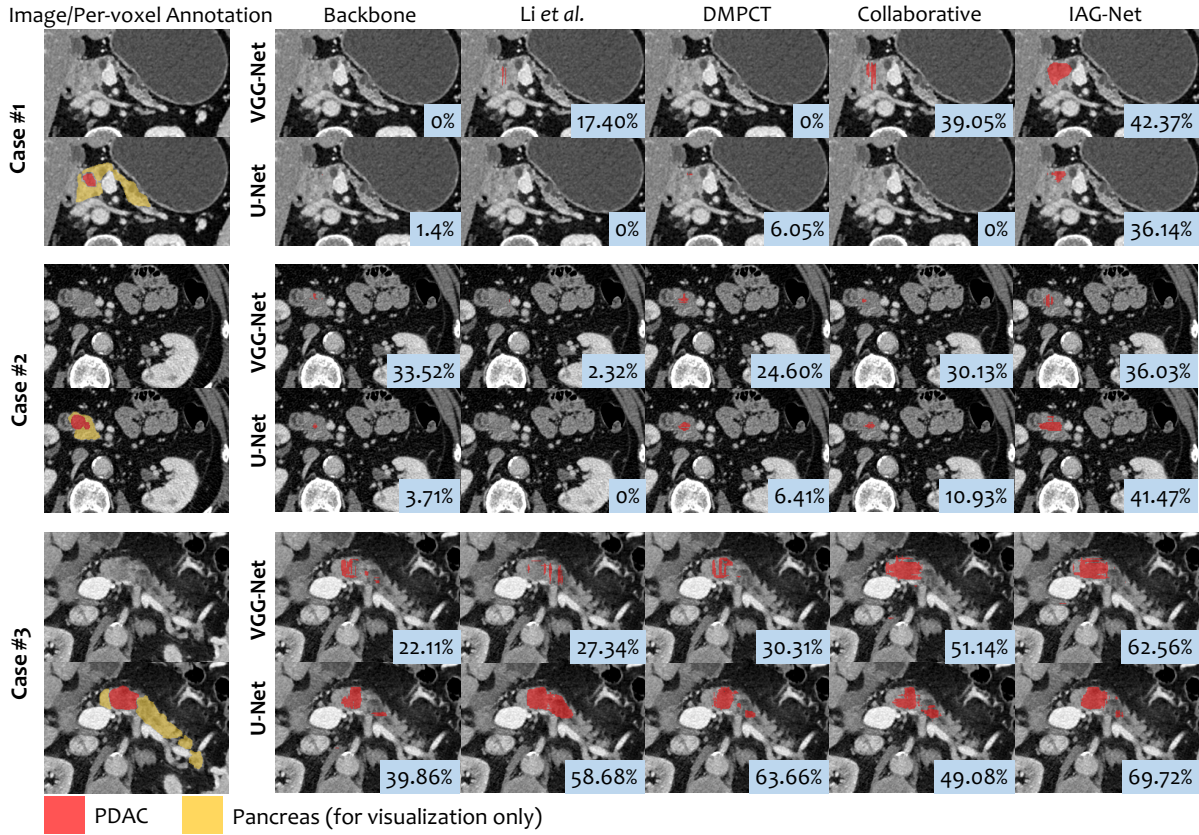 Image/Per-voxel Annotation Backbone Li et al. DMPCT Collaborative IAG-Net
Case #1
VGG-Net
0% 17.40% 0% 39.05% 42.37%
U-Net
1.4% 0% 6.05% 0% 36.14%
Case #2
VGG-Net
33.52% 2.32% 24.60% 30.13% 36.03%
U-Net
3.71% 0% 6.41% 10.93% 41.47%
Case #3
VGG-Net
22.11% 27.34% 30.31% 51.14% 62.56%
U-Net
39.86% 58.68% 63.66% 49.08% 69.72%
PDAC Pancreas (for visualization only)